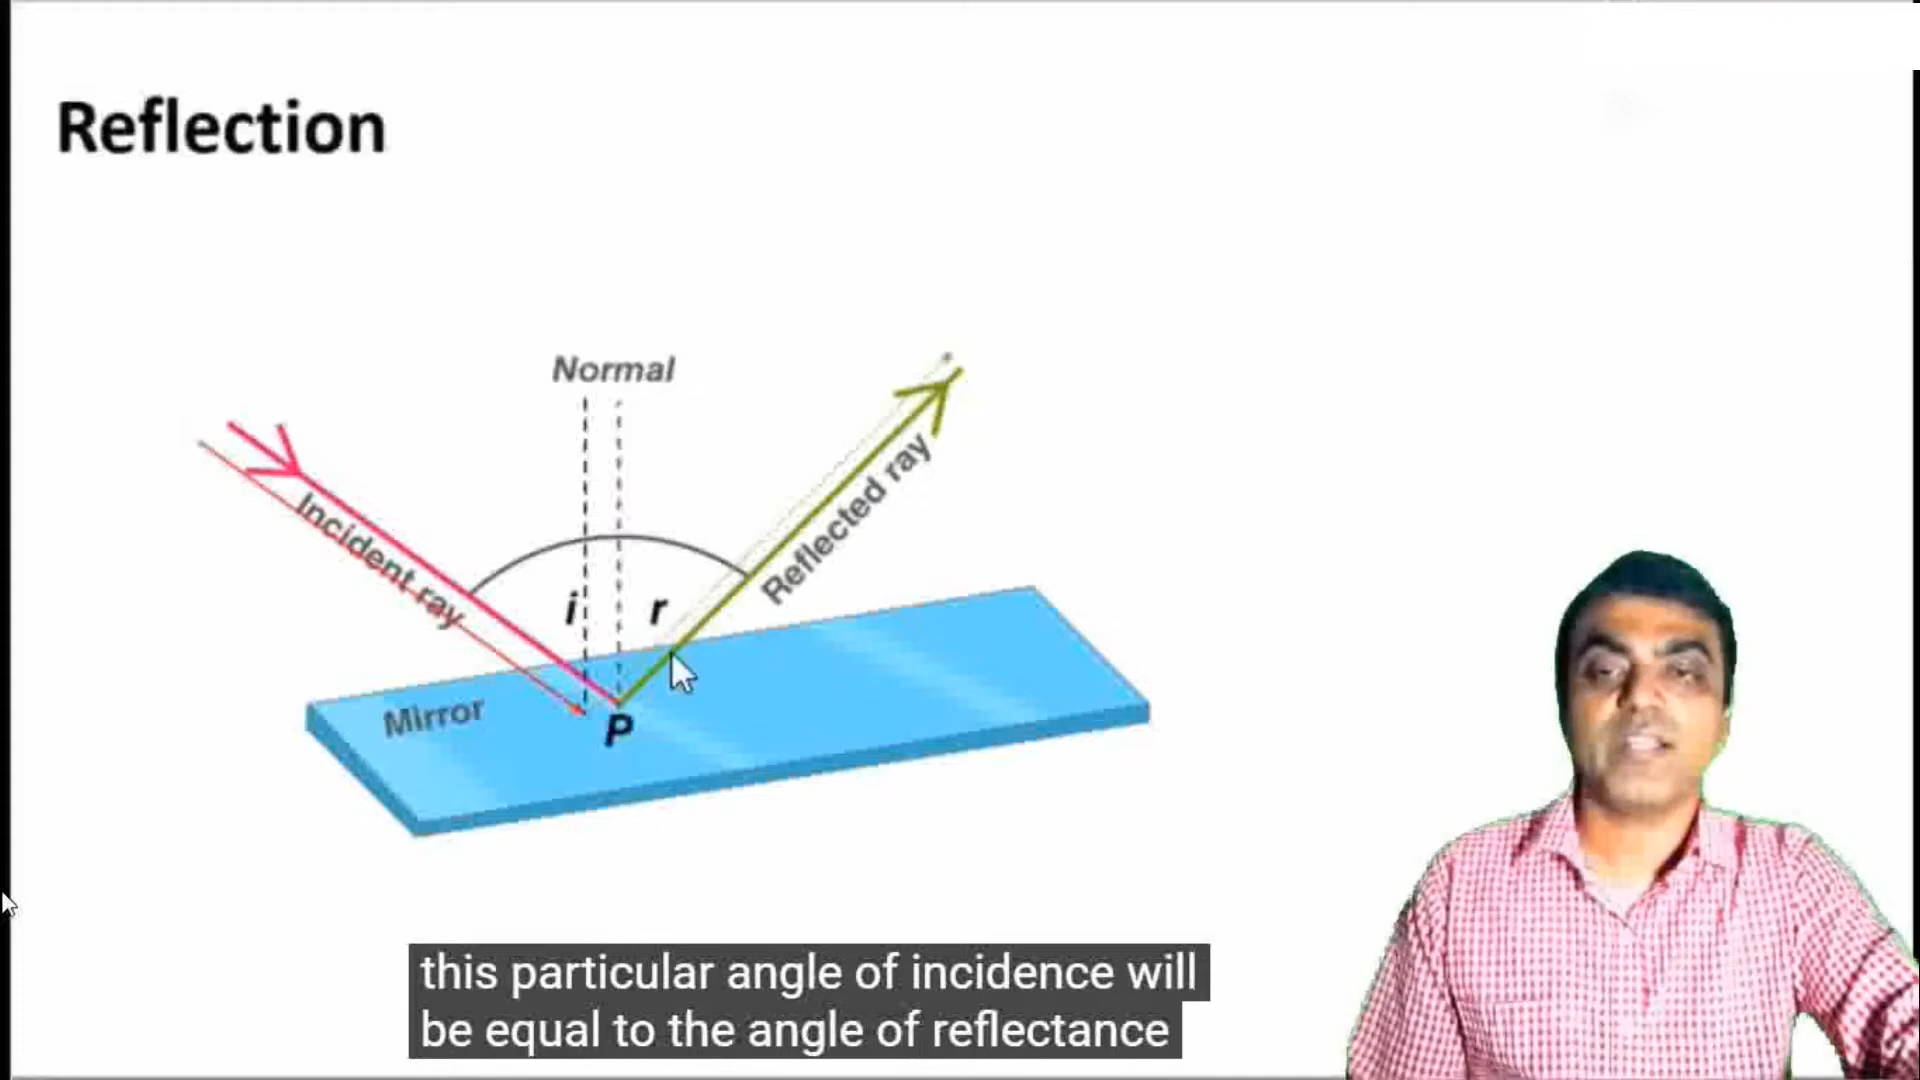 Reflection
Normal
Incident ray
Reflected ray
i
r
Mirror
P
this particular angle of incidence will
be equal to the angle of reflectance